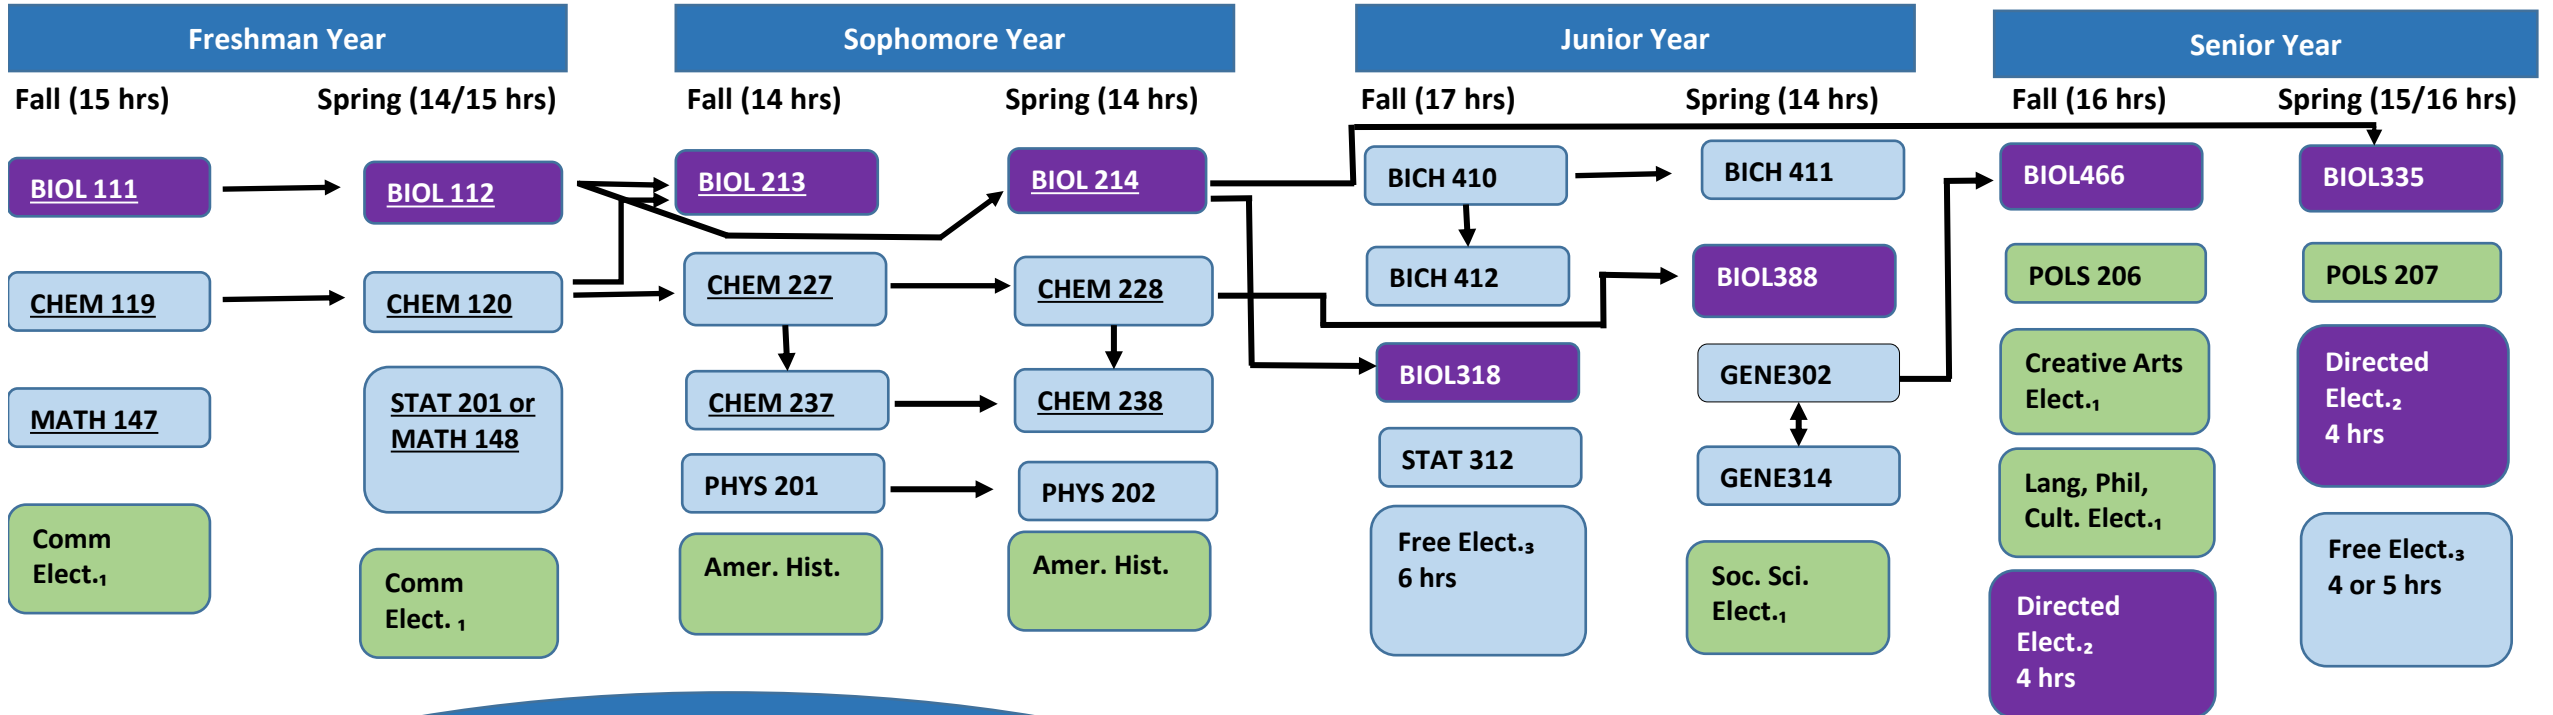 Freshman Year
Sophomore Year
Junior Year
Senior Year
Fall (15 hrs)
Spring (14/15 hrs)
Fall (14 hrs)
Spring (14 hrs)
Fall (17 hrs)
Spring (14 hrs)
Fall (16 hrs)
Spring (15/16 hrs)
BIOL 111
CHEM 119
MATH 147
Comm
Elect.₁
BIOL 112
CHEM 120
STAT 201 or
MATH 148
Comm
Elect. ₁
BIOL 213
CHEM 227
CHEM 237
PHYS 201
Amer. Hist.
BIOL 214
CHEM 228
CHEM 238
PHYS 202
Amer. Hist.
BICH 410
BICH 412
BIOL318
STAT 312
Free Elect.₃
6 hrs
BICH 411
BIOL388
GENE302
GENE314
Soc. Sci.
Elect.₁
BIOL466
POLS 206
Creative Arts
Elect.₁
Lang, Phil,
Cult. Elect.₁
Directed
Elect.₂
4 hrs
BIOL335
POLS 207
Directed
Elect.₂
4 hrs
Free Elect.₃
4 or 5 hrs